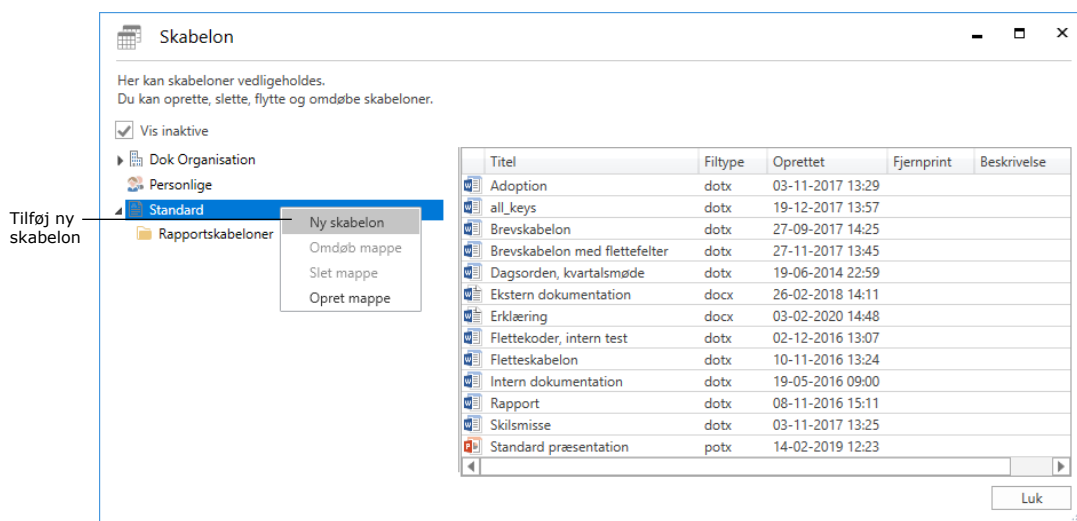 Skabelon
Her kan skabeloner vedligeholdes.
Du kan oprette, slette, flytte og omdøbe skabeloner.
Vis inaktive
Dok Organisation
Personlige
Standard
Rapportskabeloner
Tilføj ny
skabelon
Ny skabelon
Omdøb mappe
Slet mappe
Opret mappe
Titel Filtype Oprettet Fjernprint Beskrivelse
Adoption dotx 03-11-2017 13:29
all_keys dotx 19-12-2017 13:57
Brevskabelon dotx 27-09-2017 14:25
Brevskabelon med flettefelter dotx 27-11-2017 13:45
Dagsorden, kvartalsmøde dotx 19-06-2014 22:59
Ekstern dokumentation docx 26-02-2018 14:11
Erklæring docx 03-02-2020 14:48
Flettekoder, intern test dotx 02-12-2016 13:07
Fletteskabelon dotx 10-11-2016 13:24
Intern dokumentation dotx 19-05-2016 09:00
Rapport dotx 08-11-2016 15:11
Skilsmisse dotx 03-11-2017 13:25
Standard præsentation potx 14-02-2019 12:23
Luk